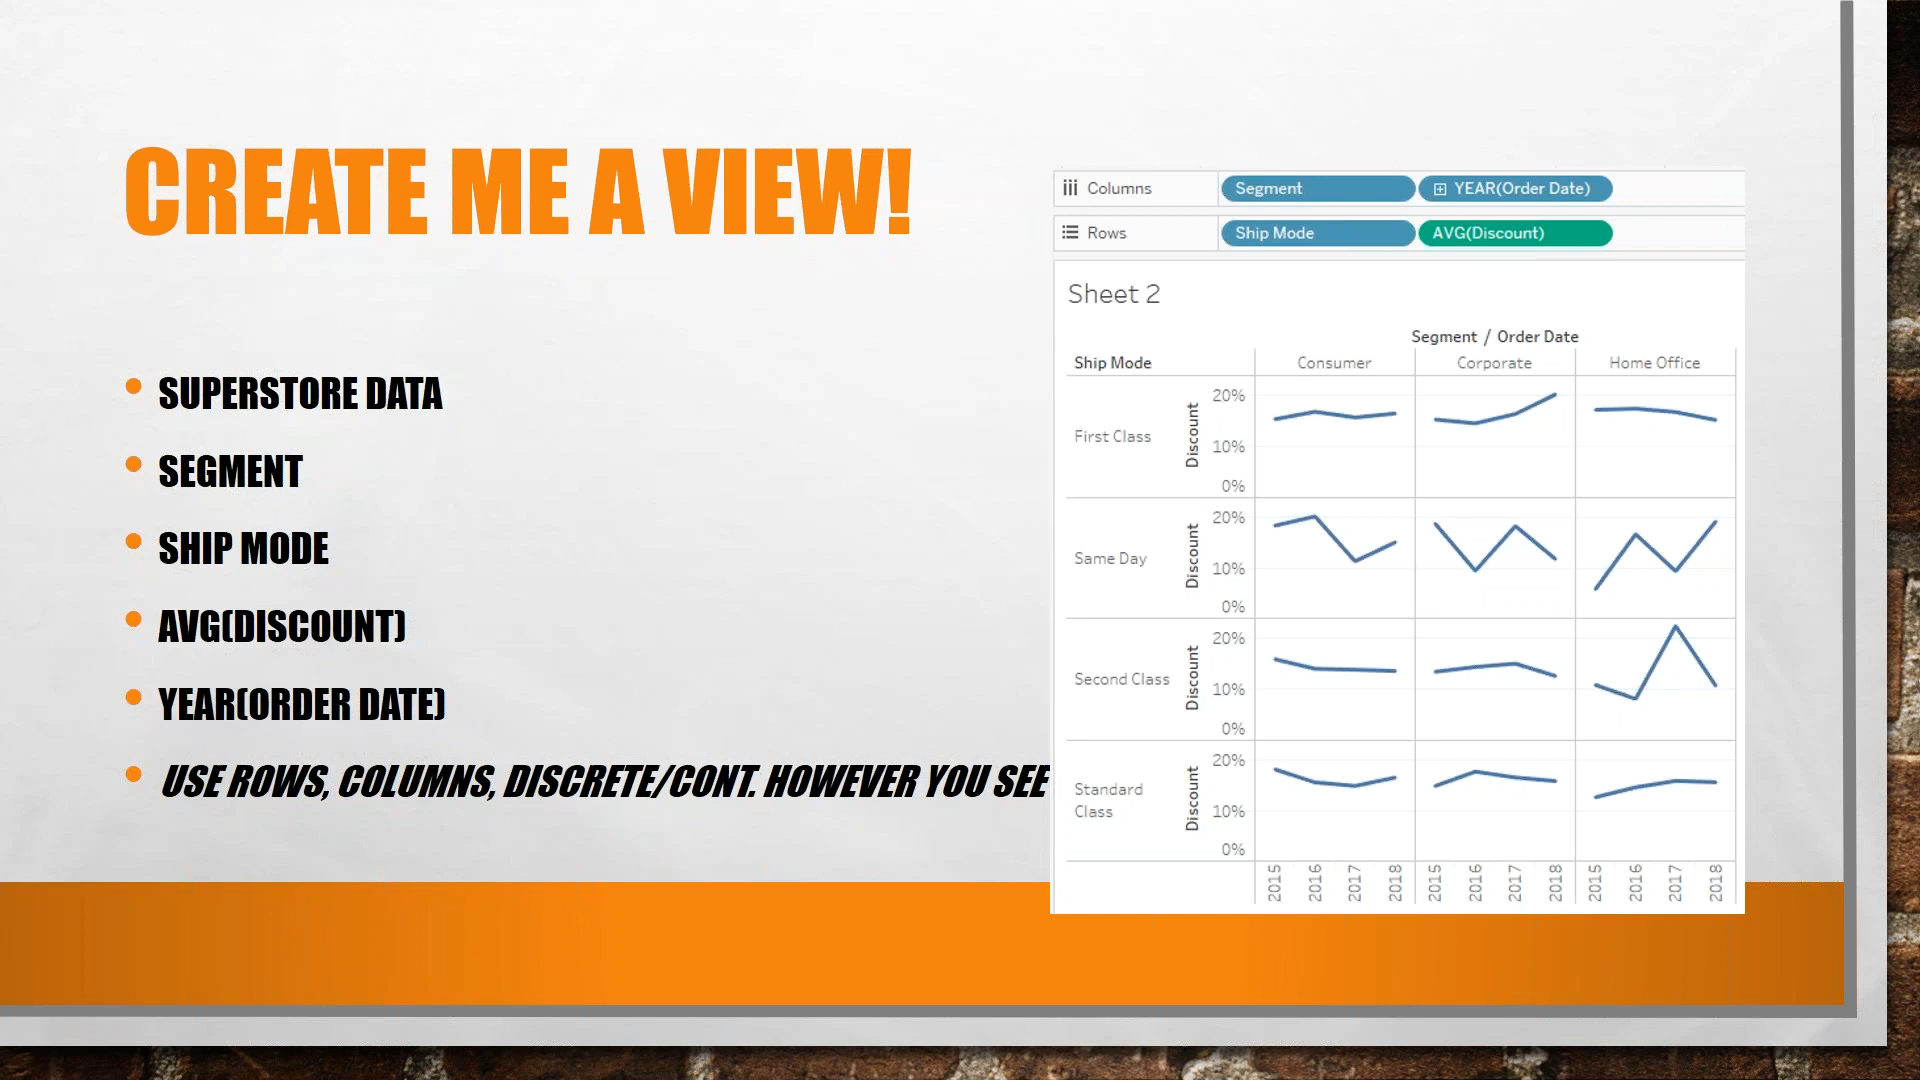 CREATE ME A VIEW!
SUPERSTORE DATA
SEGMENT
SHIP MODE
AVG(DISCOUNT)
YEAR(ORDER DATE)
USE ROWS, COLUMNS, DISCRETE/CONT. HOWEVER YOU SEE
Columns Segment YEAR(Order Date)
Rows Ship Mode AVG(Discount)
Sheet 2
Segment / Order Date
Ship Mode Consumer Corporate Home Office
First Class Discount 20% 10% 0%
Same Day Discount 20% 10% 0%
Second Class Discount 20% 10% 0%
Standard Class Discount 20% 10% 0%
2015 2016 2017 2018 2015 2016 2017 2018 2015 2016 2017 2018